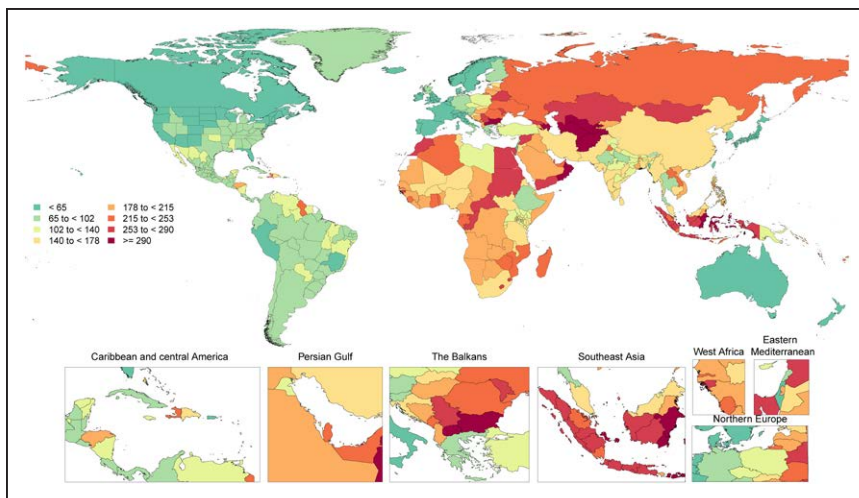 < 65
65 to < 102
102 to < 140
140 to < 178
178 to < 215
215 to < 253
253 to < 290
>= 290
Caribbean and central America
Persian Gulf
The Balkans
Southeast Asia
West Africa
Eastern
Mediterranean
Northern Europe